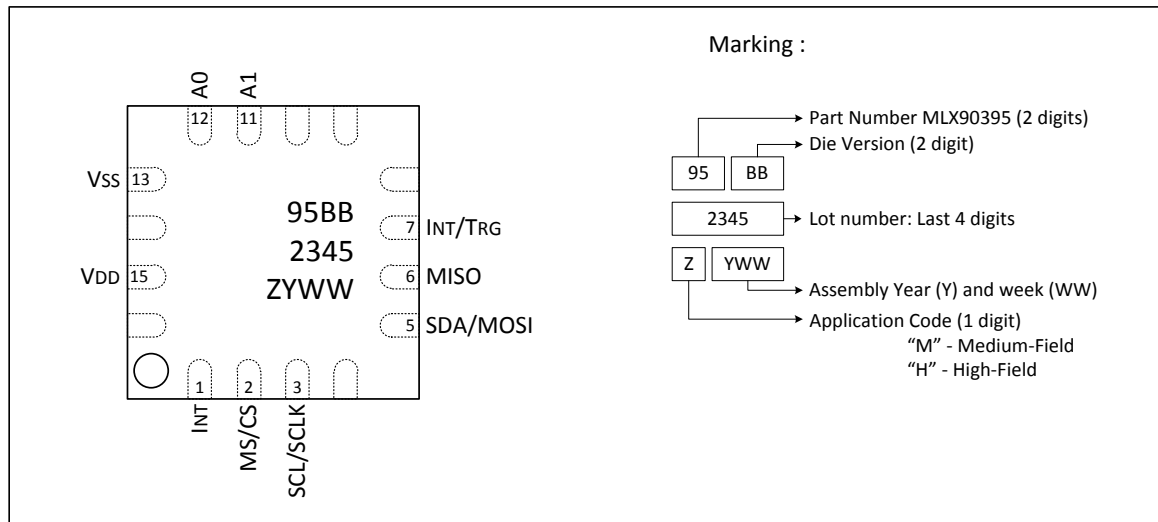 Marking :
A0
A1
12
11
VSS
13
VDD
15
95BB
2345
ZYWW
7
INT/TRG
6
MISO
5
SDA/MOSI
1
2
3
INT
MS/CS
SCL/SCLK
Part Number MLX90395 (2 digits)
Die Version (2 digit)
95
BB
2345
Lot number: Last 4 digits
Z
YWW
Assembly Year (Y) and week (WW)
Application Code (1 digit)
“M” - Medium-Field
“H” - High-Field